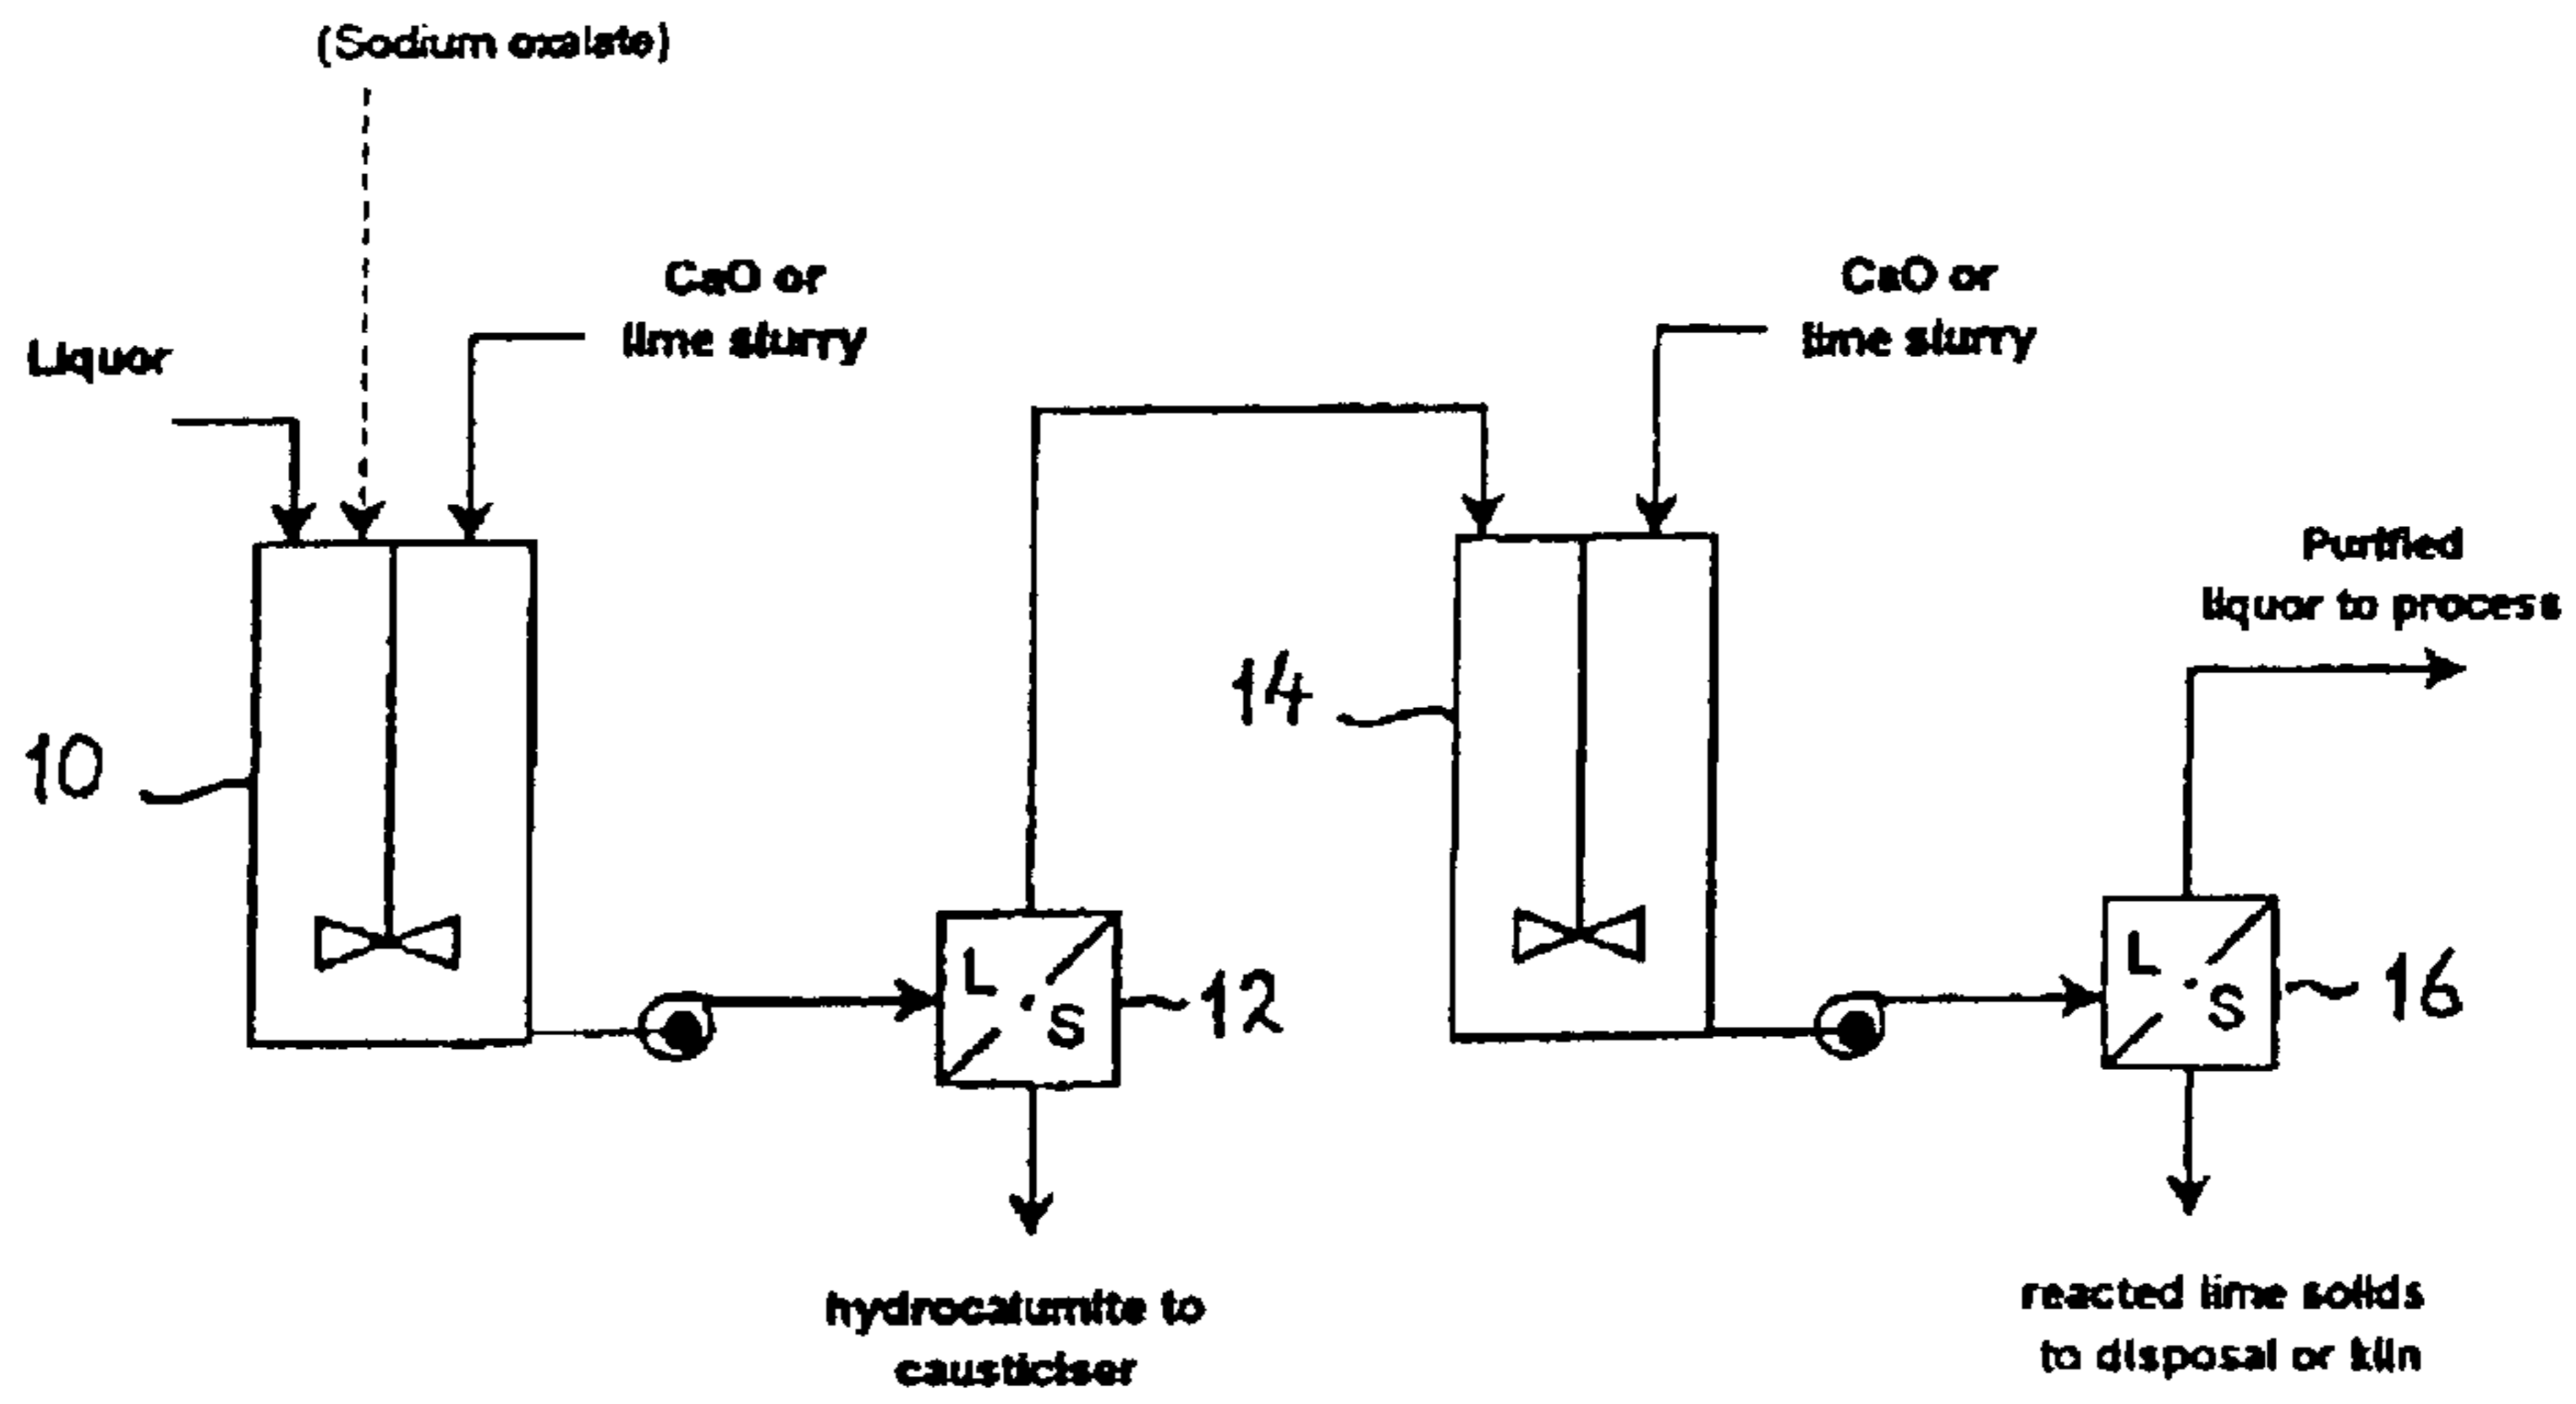 (Sodium oxalate)
CaO or
lime slurry
Liquor
CaO or
lime slurry
Purified
liquor to process
14
10
L
S
12
L
S
16
hydrocalumite to
causticiser
reacted lime solids
to disposal or kiln